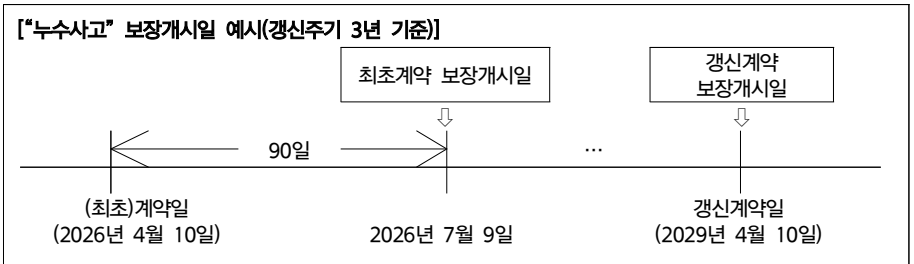 [“누수사고” 보장개시일 예시(갱신주기 3년 기준)]
최초계약 보장개시일
갱신계약
보장개시일
90일
...
(최초)계약일
(2026년 4월 10일)
2026년 7월 9일
갱신계약일
(2029년 4월 10일)